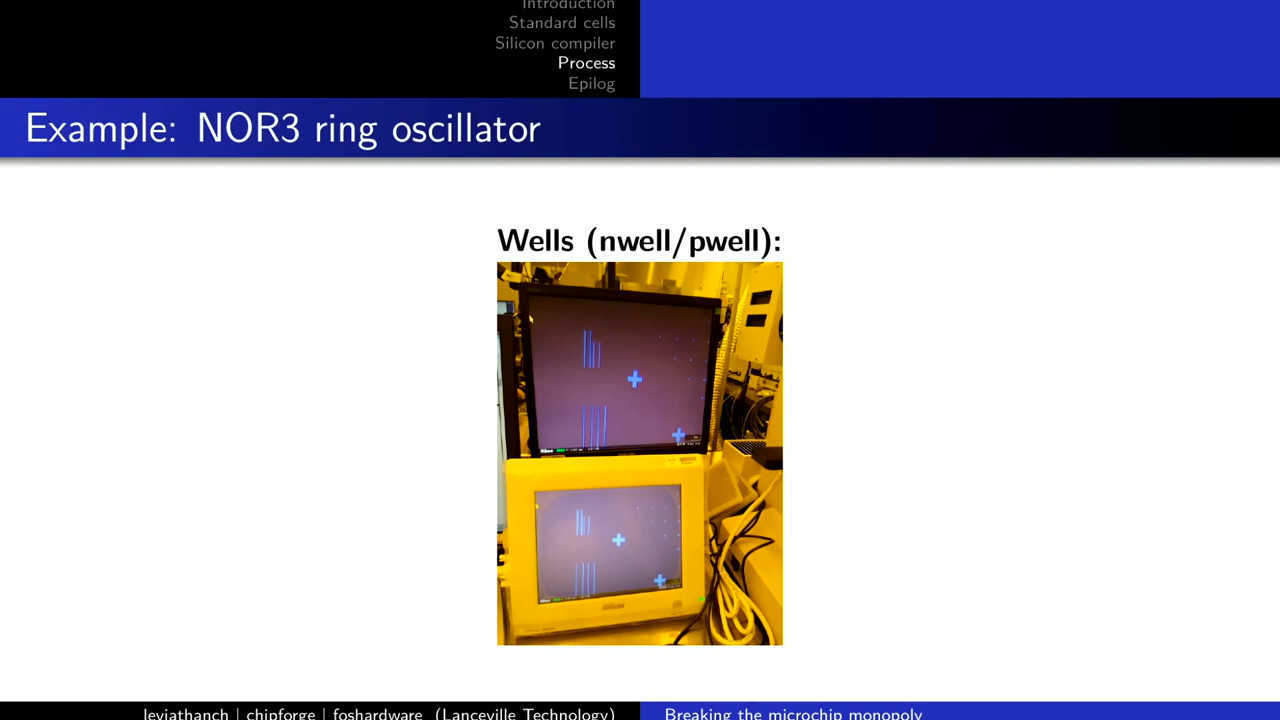 Introduction
Standard cells
Silicon compiler
Process
Epilog
Example: NOR3 ring oscillator
Wells (nwell/pwell):
Nikon
leviathanch | chipforge | foshardware (Lanceville Technology)
Breaking the microchip monopoly